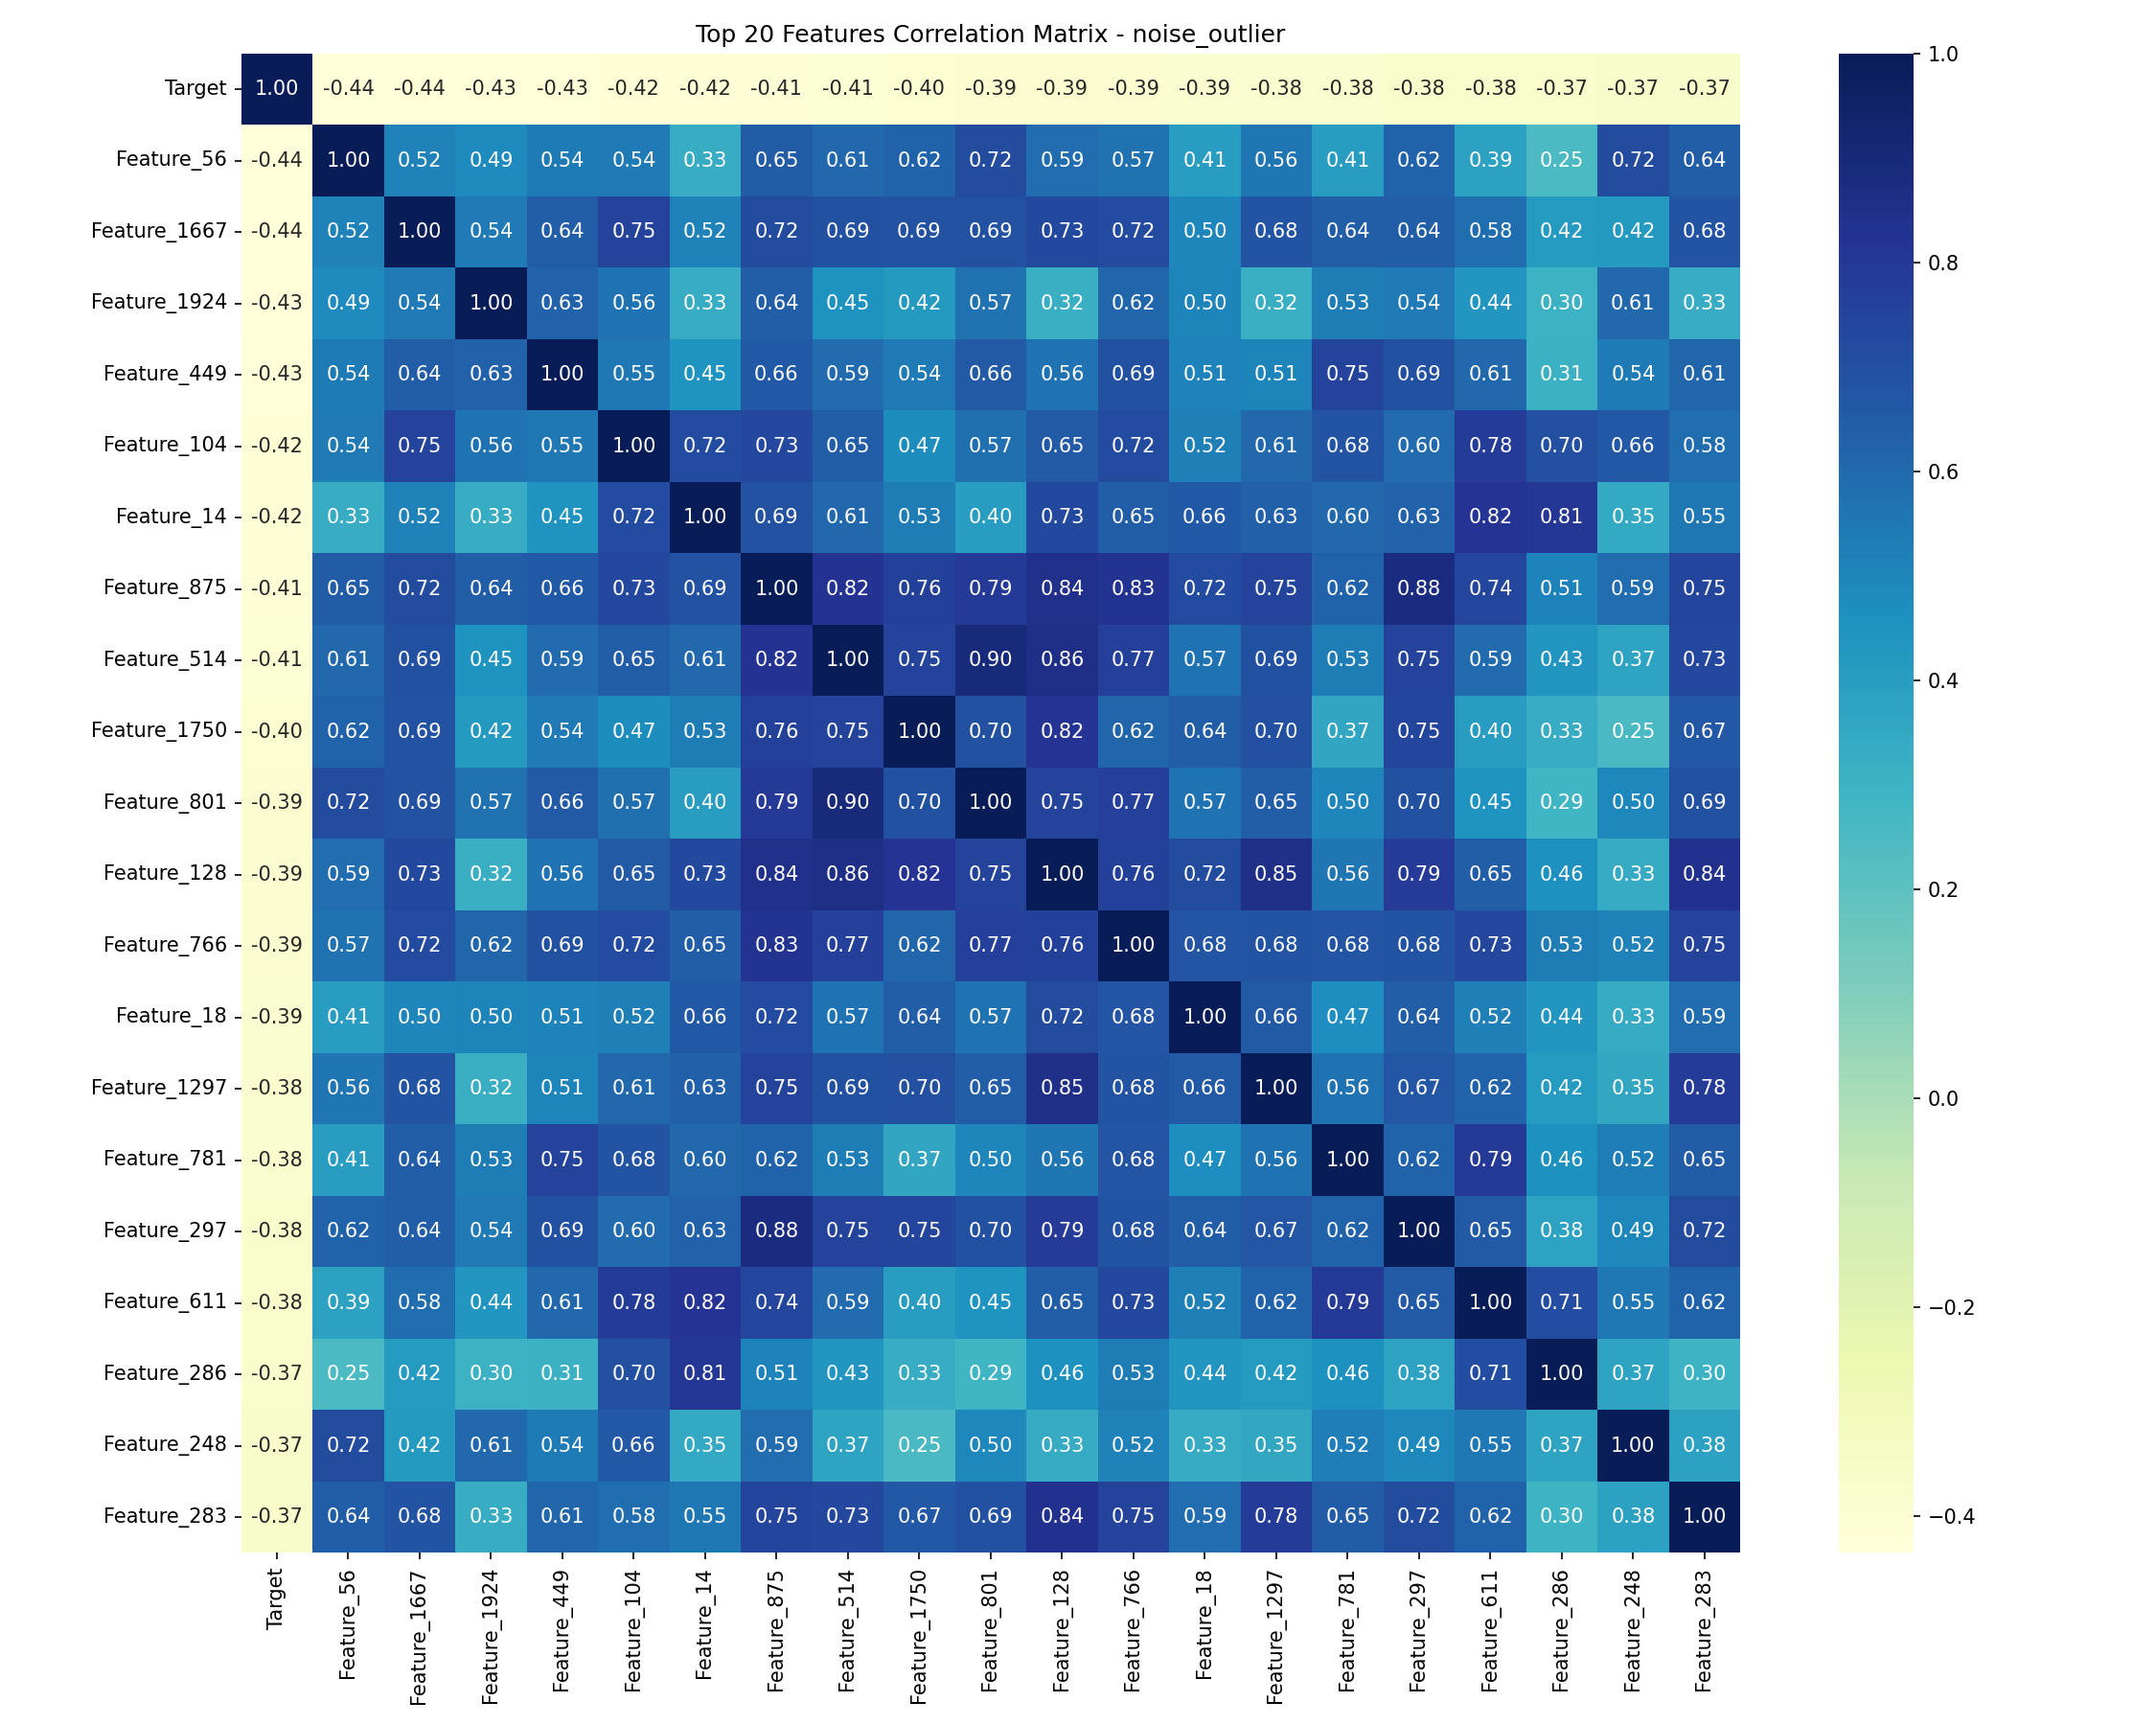 Top 20 Features Correlation Matrix - noise_outlier
Target 1.00 -0.44 -0.44 -0.43 -0.43 -0.42 -0.42 -0.41 -0.41 -0.40 -0.39 -0.39 -0.39 -0.39 -0.38 -0.38 -0.38 -0.38 -0.37 -0.37 -0.37
Feature_56 -0.44 1.00 0.52 0.49 0.54 0.54 0.33 0.65 0.61 0.62 0.72 0.59 0.57 0.41 0.56 0.41 0.62 0.39 0.25 0.72 0.64
Feature_1667 -0.44 0.52 1.00 0.54 0.64 0.75 0.52 0.72 0.69 0.69 0.69 0.73 0.72 0.50 0.68 0.64 0.64 0.58 0.42 0.42 0.68
Feature_1924 -0.43 0.49 0.54 1.00 0.63 0.56 0.33 0.64 0.45 0.42 0.57 0.32 0.62 0.50 0.32 0.53 0.54 0.44 0.30 0.61 0.33
Feature_449 -0.43 0.54 0.64 0.63 1.00 0.55 0.45 0.66 0.59 0.54 0.66 0.56 0.69 0.51 0.51 0.75 0.69 0.61 0.31 0.54 0.61
Feature_104 -0.42 0.54 0.75 0.56 0.55 1.00 0.72 0.73 0.65 0.47 0.57 0.65 0.72 0.52 0.61 0.68 0.60 0.78 0.70 0.66 0.58
Feature_14 -0.42 0.33 0.52 0.33 0.45 0.72 1.00 0.69 0.61 0.53 0.40 0.73 0.65 0.66 0.63 0.60 0.63 0.82 0.81 0.35 0.55
Feature_875 -0.41 0.65 0.72 0.64 0.66 0.73 0.69 1.00 0.82 0.76 0.79 0.84 0.83 0.72 0.75 0.62 0.88 0.74 0.51 0.59 0.75
Feature_514 -0.41 0.61 0.69 0.45 0.59 0.65 0.61 0.82 1.00 0.75 0.90 0.86 0.77 0.57 0.69 0.53 0.75 0.59 0.43 0.37 0.73
Feature_1750 -0.40 0.62 0.69 0.42 0.54 0.47 0.53 0.76 0.75 1.00 0.70 0.82 0.62 0.64 0.70 0.37 0.75 0.40 0.33 0.25 0.67
Feature_801 -0.39 0.72 0.69 0.57 0.66 0.57 0.40 0.79 0.90 0.70 1.00 0.75 0.77 0.57 0.65 0.50 0.70 0.45 0.29 0.50 0.69
Feature_128 -0.39 0.59 0.73 0.32 0.56 0.65 0.73 0.84 0.86 0.82 0.75 1.00 0.76 0.72 0.85 0.56 0.79 0.65 0.46 0.33 0.84
Feature_766 -0.39 0.57 0.72 0.62 0.69 0.72 0.65 0.83 0.77 0.62 0.77 0.76 1.00 0.68 0.68 0.68 0.68 0.73 0.53 0.52 0.75
Feature_18 -0.39 0.41 0.50 0.50 0.51 0.52 0.66 0.72 0.57 0.64 0.57 0.72 0.68 1.00 0.66 0.47 0.64 0.52 0.44 0.33 0.59
Feature_1297 -0.38 0.56 0.68 0.32 0.51 0.61 0.63 0.75 0.69 0.70 0.65 0.85 0.68 0.66 1.00 0.56 0.67 0.62 0.42 0.35 0.78
Feature_781 -0.38 0.41 0.64 0.53 0.75 0.68 0.60 0.62 0.53 0.37 0.50 0.56 0.68 0.47 0.56 1.00 0.62 0.79 0.46 0.52 0.65
Feature_297 -0.38 0.62 0.64 0.54 0.69 0.60 0.63 0.88 0.75 0.75 0.70 0.79 0.68 0.64 0.67 0.62 1.00 0.65 0.38 0.49 0.72
Feature_611 -0.38 0.39 0.58 0.44 0.61 0.78 0.82 0.74 0.59 0.40 0.45 0.65 0.73 0.52 0.62 0.79 0.65 1.00 0.71 0.55 0.62
Feature_286 -0.37 0.25 0.42 0.30 0.31 0.70 0.81 0.51 0.43 0.33 0.29 0.46 0.53 0.44 0.42 0.46 0.38 0.71 1.00 0.37 0.30
Feature_248 -0.37 0.72 0.42 0.61 0.54 0.66 0.35 0.59 0.37 0.25 0.50 0.33 0.52 0.33 0.35 0.52 0.49 0.55 0.37 1.00 0.38
Feature_283 -0.37 0.64 0.68 0.33 0.61 0.58 0.55 0.75 0.73 0.67 0.69 0.84 0.75 0.59 0.78 0.65 0.72 0.62 0.30 0.38 1.00
Target
Feature_56
Feature_1667
Feature_1924
Feature_449
Feature_104
Feature_14
Feature_875
Feature_514
Feature_1750
Feature_801
Feature_128
Feature_766
Feature_18
Feature_1297
Feature_781
Feature_297
Feature_611
Feature_286
Feature_248
Feature_283
1.0
0.8
0.6
0.4
0.2
0.0
−0.2
−0.4